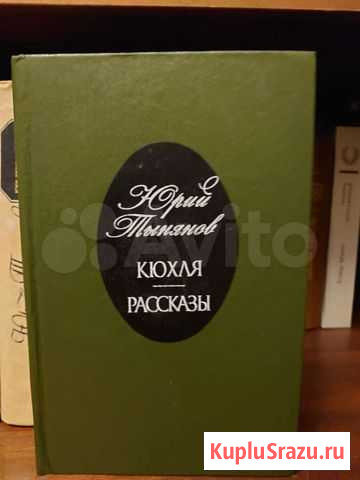 Юрий
Тынянов
КЮХЛЯ
РАССКАЗЫ
Avito
KupluSrazu.ru